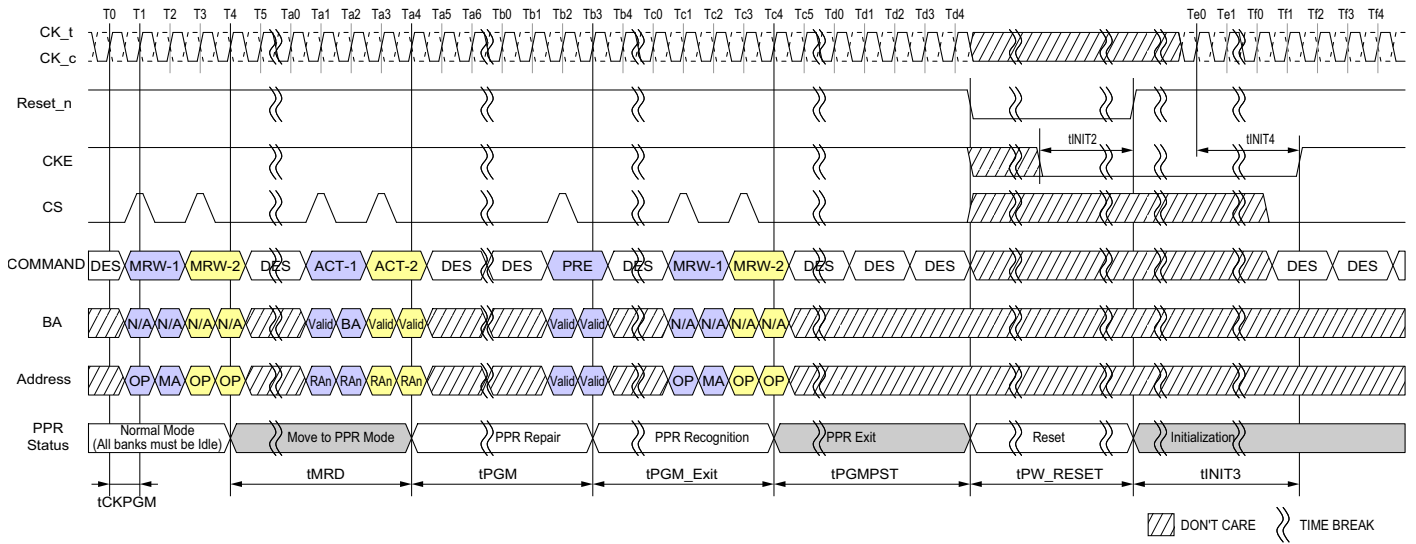 T0 T1 T2 T3 T4 T5 Ta0 Ta1 Ta2 Ta3 Ta4 Ta5 Ta6 Tb0 Tb1 Tb2 Tb3 Tb4 Tc0 Tc1 Tc2 Tc3 Tc4 Tc5 Td0 Td1 Td2 Td3 Td4 Te0 Te1 Tf0 Tf1 Tf2 Tf3 Tf4
CK_t
CK_c
Reset_n
CKE tINIT2 tINIT4
CS
COMMAND DES MRW-1 MRW-2 DES ACT-1 ACT-2 DES DES PRE DES MRW-1 MRW-2 DES DES DES DES DES
BA N/A N/A N/A N/A Valid BA Valid Valid Valid Valid N/A N/A N/A N/A
Address OP MA OP OP RAn RAn RAn RAn Valid Valid OP MA OP OP
PPR
Status
Normal Mode
(All banks must be Idle)
Move to PPR Mode PPR Repair PPR Recognition PPR Exit Reset Initialization
tCKPGM tMRD tPGM tPGM_Exit tPGMPST tPW_RESET tINIT3
DON'T CARE TIME BREAK